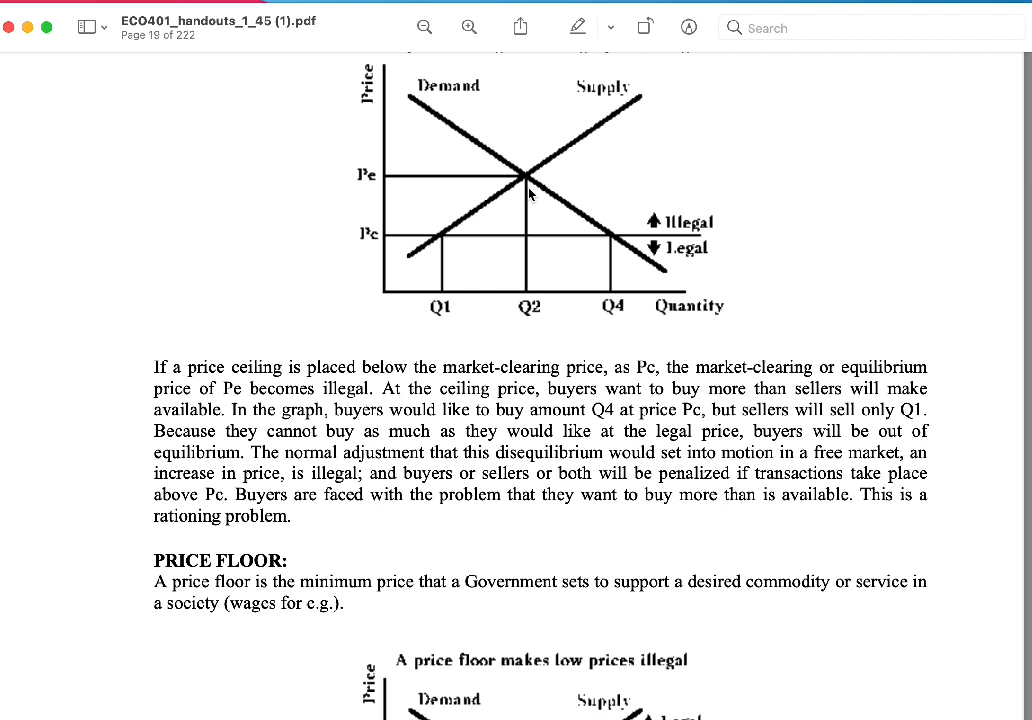 ECO401_handouts_1_45 (1).pdf
Page 19 of 222
Search
Price
Demand
Supply
Pe
Pc
Illegal
Legal
Q1
Q2
Q4
Quantity
If a price ceiling is placed below the market-clearing price, as Pc, the market-clearing or equilibrium
price of Pe becomes illegal. At the ceiling price, buyers want to buy more than sellers will make
available. In the graph, buyers would like to buy amount Q4 at price Pc, but sellers will sell only Q1.
Because they cannot buy as much as they would like at the legal price, buyers will be out of
equilibrium. The normal adjustment that this disequilibrium would set into motion in a free market, an
increase in price, is illegal; and buyers or sellers or both will be penalized if transactions take place
above Pc. Buyers are faced with the problem that they want to buy more than is available. This is a
rationing problem.
PRICE FLOOR:
A price floor is the minimum price that a Government sets to support a desired commodity or service in
a society (wages for e.g.).
A price floor makes low prices illegal
Price
Demand
Supply